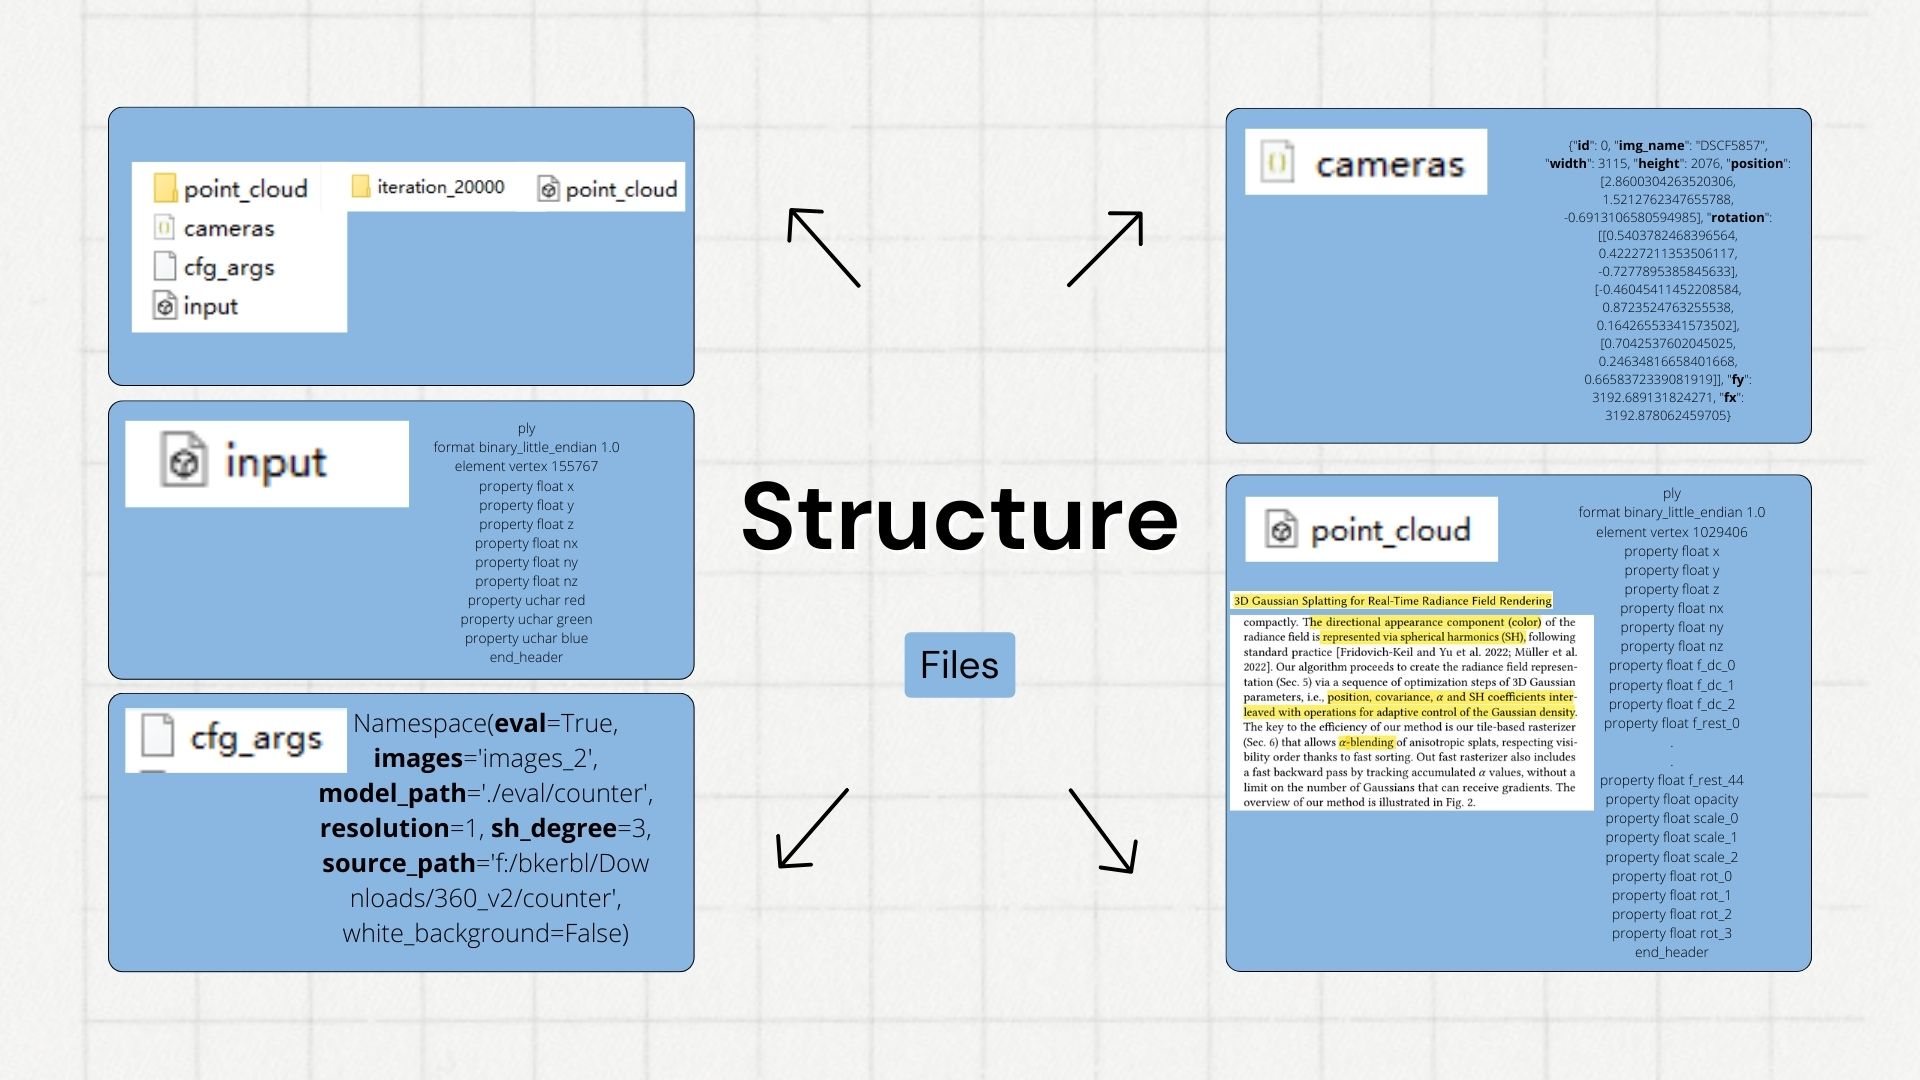 point_cloud
iteration_20000
point_cloud
cameras
cfg_args
input
input
ply
format binary_little_endian 1.0
element vertex 155767
property float x
property float y
property float z
property float nx
property float ny
property float nz
property uchar red
property uchar green
property uchar blue
end_header
cfg_args
Namespace(eval=True,
images='images_2',
model_path='./eval/counter',
resolution=1, sh_degree=3,
source_path='f:/bkerbl/Dow
nloads/360_v2/counter',
white_background=False)
Structure
Files
cameras
{"id": 0, "img_name": "DSCF5857",
"width": 3115, "height": 2076, "position":
[2.8600304263520306,
1.5212762347655788,
-0.6913106580594985], "rotation":
[[0.5403782468396564,
0.42227211353506117,
-0.7277895385845633],
[-0.46045411452208584,
0.8723524763255538,
0.16426553341573502],
[0.7042537602045025,
0.24634816658401668,
0.6658372339081919]], "fy":
3192.689131824271, "fx":
3192.878062459705}
point_cloud
3D Gaussian Splatting for Real-Time Radiance Field Rendering
compactly. The directional appearance component (color) of the
radiance field is represented via spherical harmonics (SH), following
standard practice [Fridovich-Keil and Yu et al. 2022; Müller et al.
2022]. Our algorithm proceeds to create the radiance field represen-
tation (Sec. 5) via a sequence of optimization steps of 3D Gaussian
parameters, i.e., position, covariance, α and SH coefficients inter-
leaved with operations for adaptive control of the Gaussian density.
The key to the efficiency of our method is our tile-based rasterizer
(Sec. 6) that allows α-blending of anisotropic splats, respecting visi-
bility order thanks to fast sorting. Out fast rasterizer also includes
a fast backward pass by tracking accumulated α values, without a
limit on the number of Gaussians that can receive gradients. The
overview of our method is illustrated in Fig. 2.
ply
format binary_little_endian 1.0
element vertex 1029406
property float x
property float y
property float z
property float nx
property float ny
property float nz
property float f_dc_0
property float f_dc_1
property float f_dc_2
property float f_rest_0
.
.
property float f_rest_44
property float opacity
property float scale_0
property float scale_1
property float scale_2
property float rot_0
property float rot_1
property float rot_2
property float rot_3
end_header